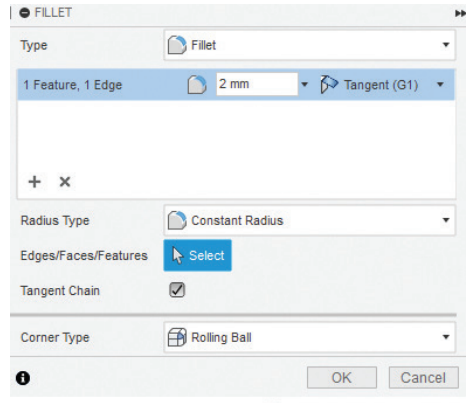 FILLET
Type Fillet
1 Feature, 1 Edge 2 mm Tangent (G1)
Radius Type Constant Radius
Edges/Faces/Features Select
Tangent Chain
Corner Type Rolling Ball
OK Cancel